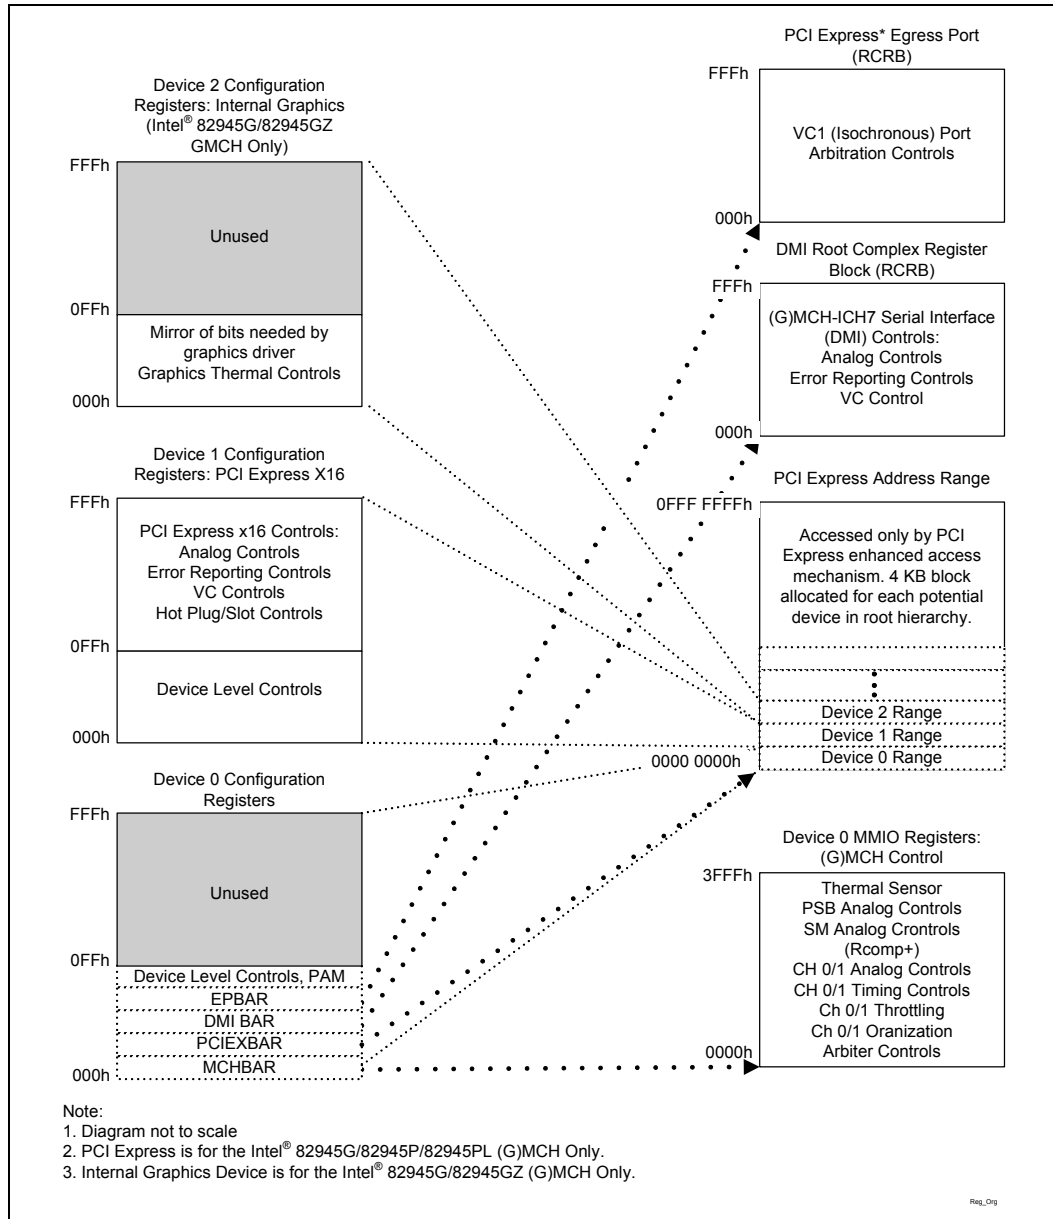 Device 2 Configuration
Registers: Internal Graphics
(Intel® 82945G/82945GZ
GMCH Only)
FFFh
Unused
0FFh
Mirror of bits needed by
graphics driver
Graphics Thermal Controls
000h
Device 1 Configuration
Registers: PCI Express X16
FFFh
PCI Express x16 Controls:
Analog Controls
Error Reporting Controls
VC Controls
Hot Plug/Slot Controls
0FFh
Device Level Controls
000h
Device 0 Configuration
Registers
FFFh
Unused
0FFh
Device Level Controls, PAM
EPBAR
DMI BAR
PCIEXBAR
MCHBAR
000h
PCI Express* Egress Port
(RCRB)
FFFh
VC1 (Isochronous) Port
Arbitration Controls
000h
DMI Root Complex Register
Block (RCRB)
FFFh
(G)MCH-ICH7 Serial Interface
(DMI) Controls:
Analog Controls
Error Reporting Controls
VC Control
000h
PCI Express Address Range
0FFF FFFFh
Accessed only by PCI
Express enhanced access
mechanism. 4 KB block
allocated for each potential
device in root hierarchy.
Device 2 Range
Device 1 Range
Device 0 Range
0000 0000h
Device 0 MMIO Registers:
(G)MCH Control
3FFFh
Thermal Sensor
PSB Analog Controls
SM Analog Crontrols
(Rcomp+)
CH 0/1 Analog Controls
CH 0/1 Timing Controls
Ch 0/1 Throttling
Ch 0/1 Oranization
Arbiter Controls
0000h
Note:
1. Diagram not to scale
2. PCI Express is for the Intel® 82945G/82945P/82945PL (G)MCH Only.
3. Internal Graphics Device is for the Intel® 82945G/82945GZ (G)MCH Only.
Reg_Org